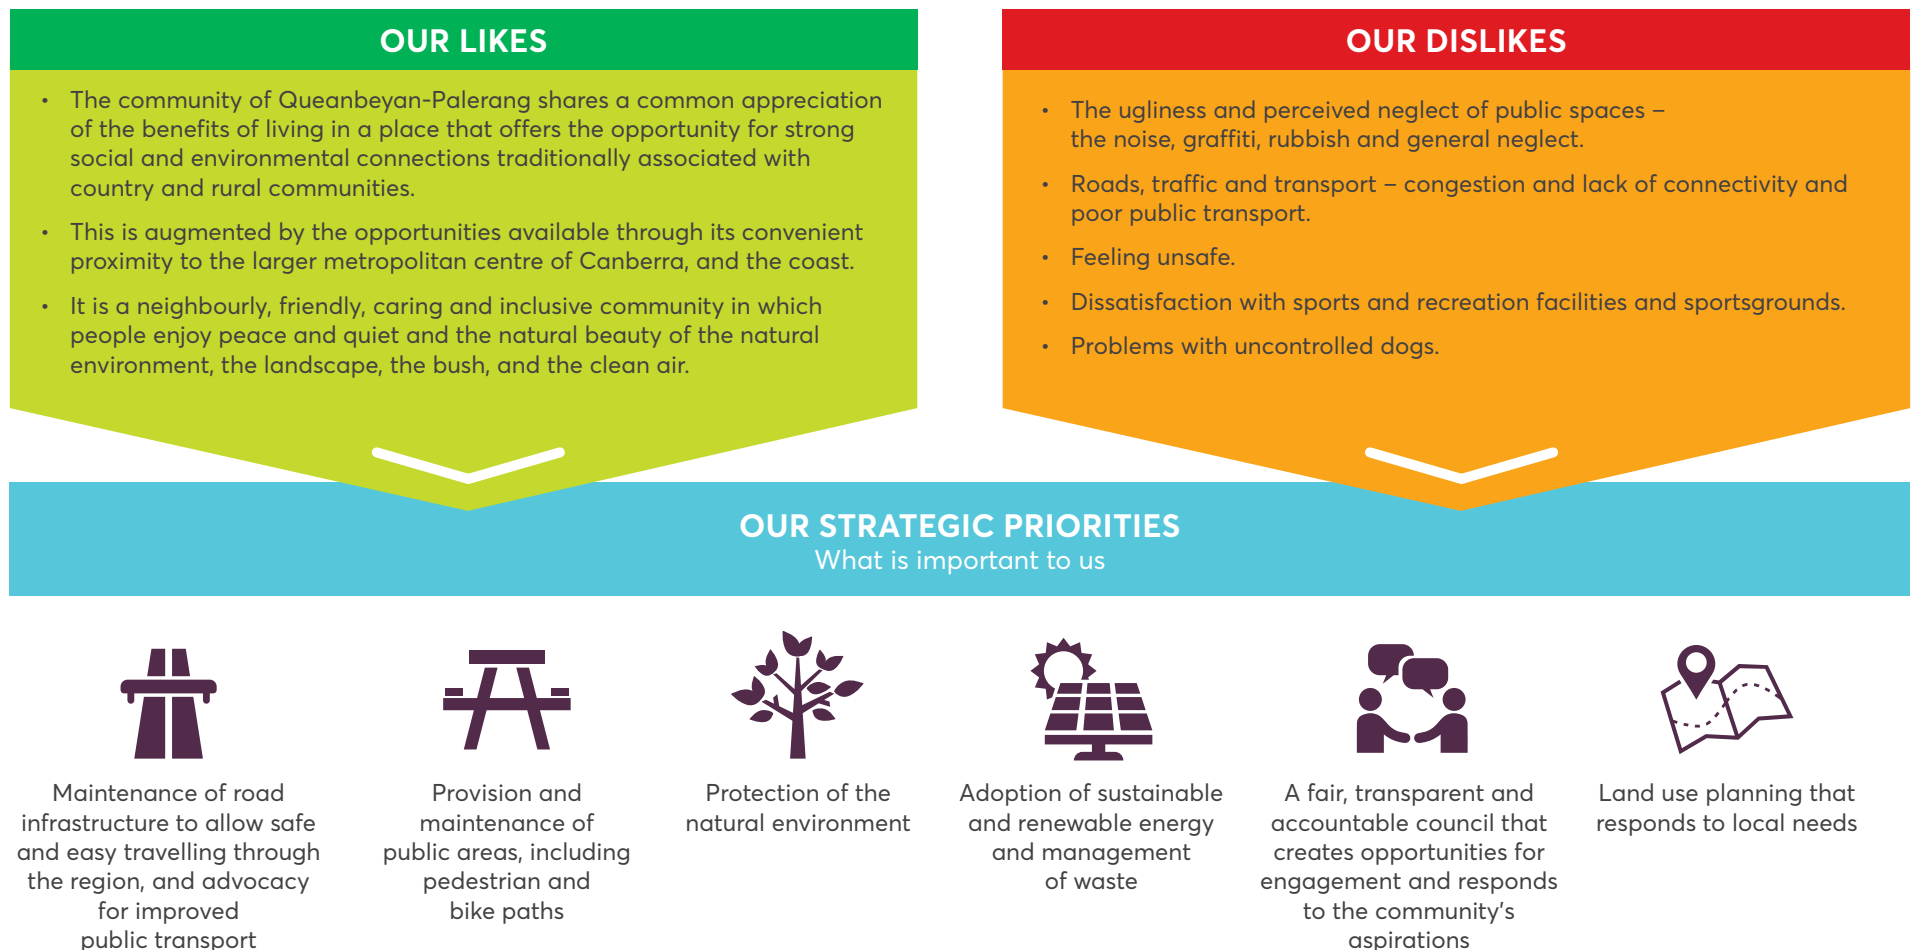 OUR LIKES
• The community of Queanbeyan-Palerang shares a common appreciation
of the benefits of living in a place that offers the opportunity for strong
social and environmental connections traditionally associated with
country and rural communities.
• This is augmented by the opportunities available through its convenient
proximity to the larger metropolitan centre of Canberra, and the coast.
• It is a neighbourly, friendly, caring and inclusive community in which
people enjoy peace and quiet and the natural beauty of the natural
environment, the landscape, the bush, and the clean air.
OUR DISLIKES
• The ugliness and perceived neglect of public spaces –
the noise, graffiti, rubbish and general neglect.
• Roads, traffic and transport – congestion and lack of connectivity and
poor public transport.
• Feeling unsafe.
• Dissatisfaction with sports and recreation facilities and sportsgrounds.
• Problems with uncontrolled dogs.
OUR STRATEGIC PRIORITIES
What is important to us
Maintenance of road
infrastructure to allow safe
and easy travelling through
the region, and advocacy
for improved
public transport
Provision and
maintenance of
public areas, including
pedestrian and
bike paths
Protection of the
natural environment
Adoption of sustainable
and renewable energy
and management
of waste
A fair, transparent and
accountable council that
creates opportunities for
engagement and responds
to the community's
aspirations
Land use planning that
responds to local needs